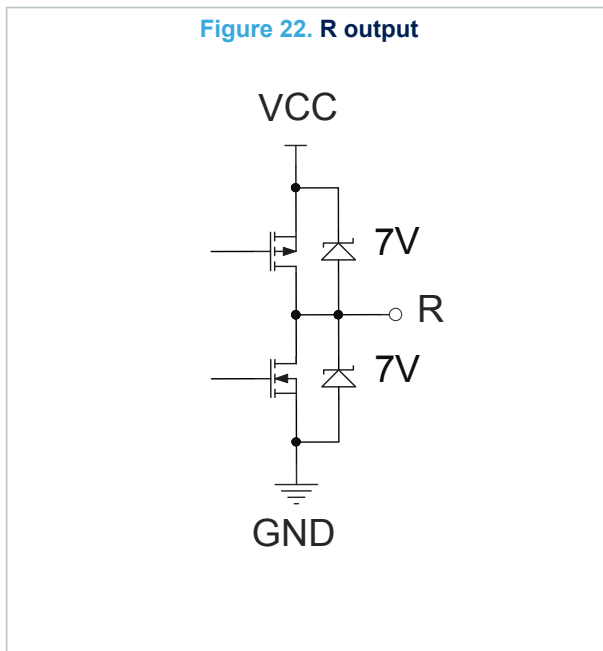 Figure 22. R output
VCC
7V
R
7V
GND